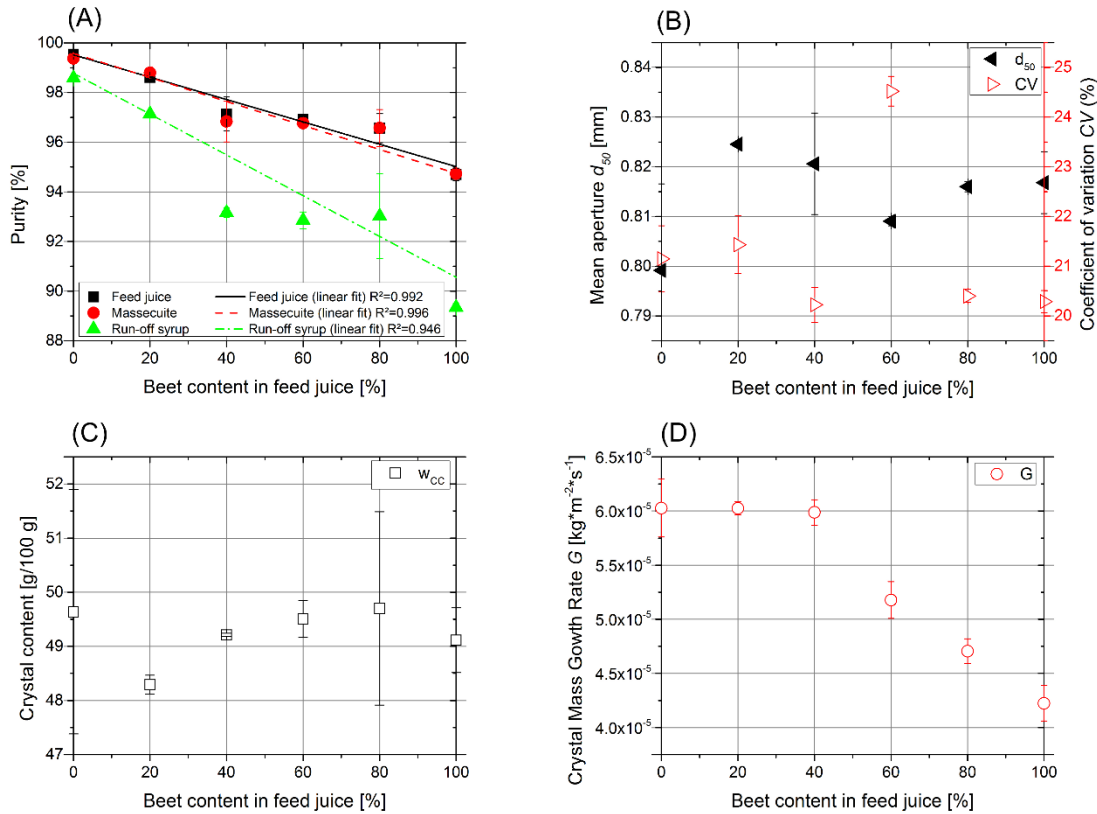 (A)
Purity [%]
100
98
96
94
92
90
88
Feed juice
Massecuite
Run-off syrup
Feed juice (linear fit) R²=0.992
Massecuite (linear fit) R²=0.996
Run-off syrup (linear fit) R²=0.946
0 20 40 60 80 100
Beet content in feed juice [%]
(B)
Mean aperture d50 [mm]
0.84
0.83
0.82
0.81
0.80
0.79
d50
CV
25
24
23
22
21
20
Coefficient of variation CV (%)
0 20 40 60 80 100
Beet content in feed juice [%]
(C)
Crystal content [g/100 g]
52
51
50
49
48
47
wCC
0 20 40 60 80 100
Beet content in feed juice [%]
(D)
Crystal Mass Gowth Rate G [kg*m-2*s-1]
6.5x10-5
6.0x10-5
5.5x10-5
5.0x10-5
4.5x10-5
4.0x10-5
G
0 20 40 60 80 100
Beet content in feed juice [%]